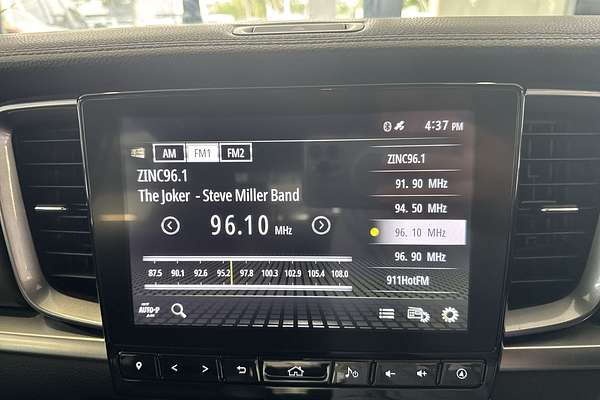 4:37 PM
AM FM1 FM2
ZINC96.1
The Joker - Steve Miller Band
96.10 MHz
87.5 90.1 92.6 95.2 97.8 100.3 102.9 105.4 108.0
AUTO-P
ZINC96.1
91. 90 MHz
94. 50 MHz
96. 10 MHz
96. 90 MHz
911HotFM